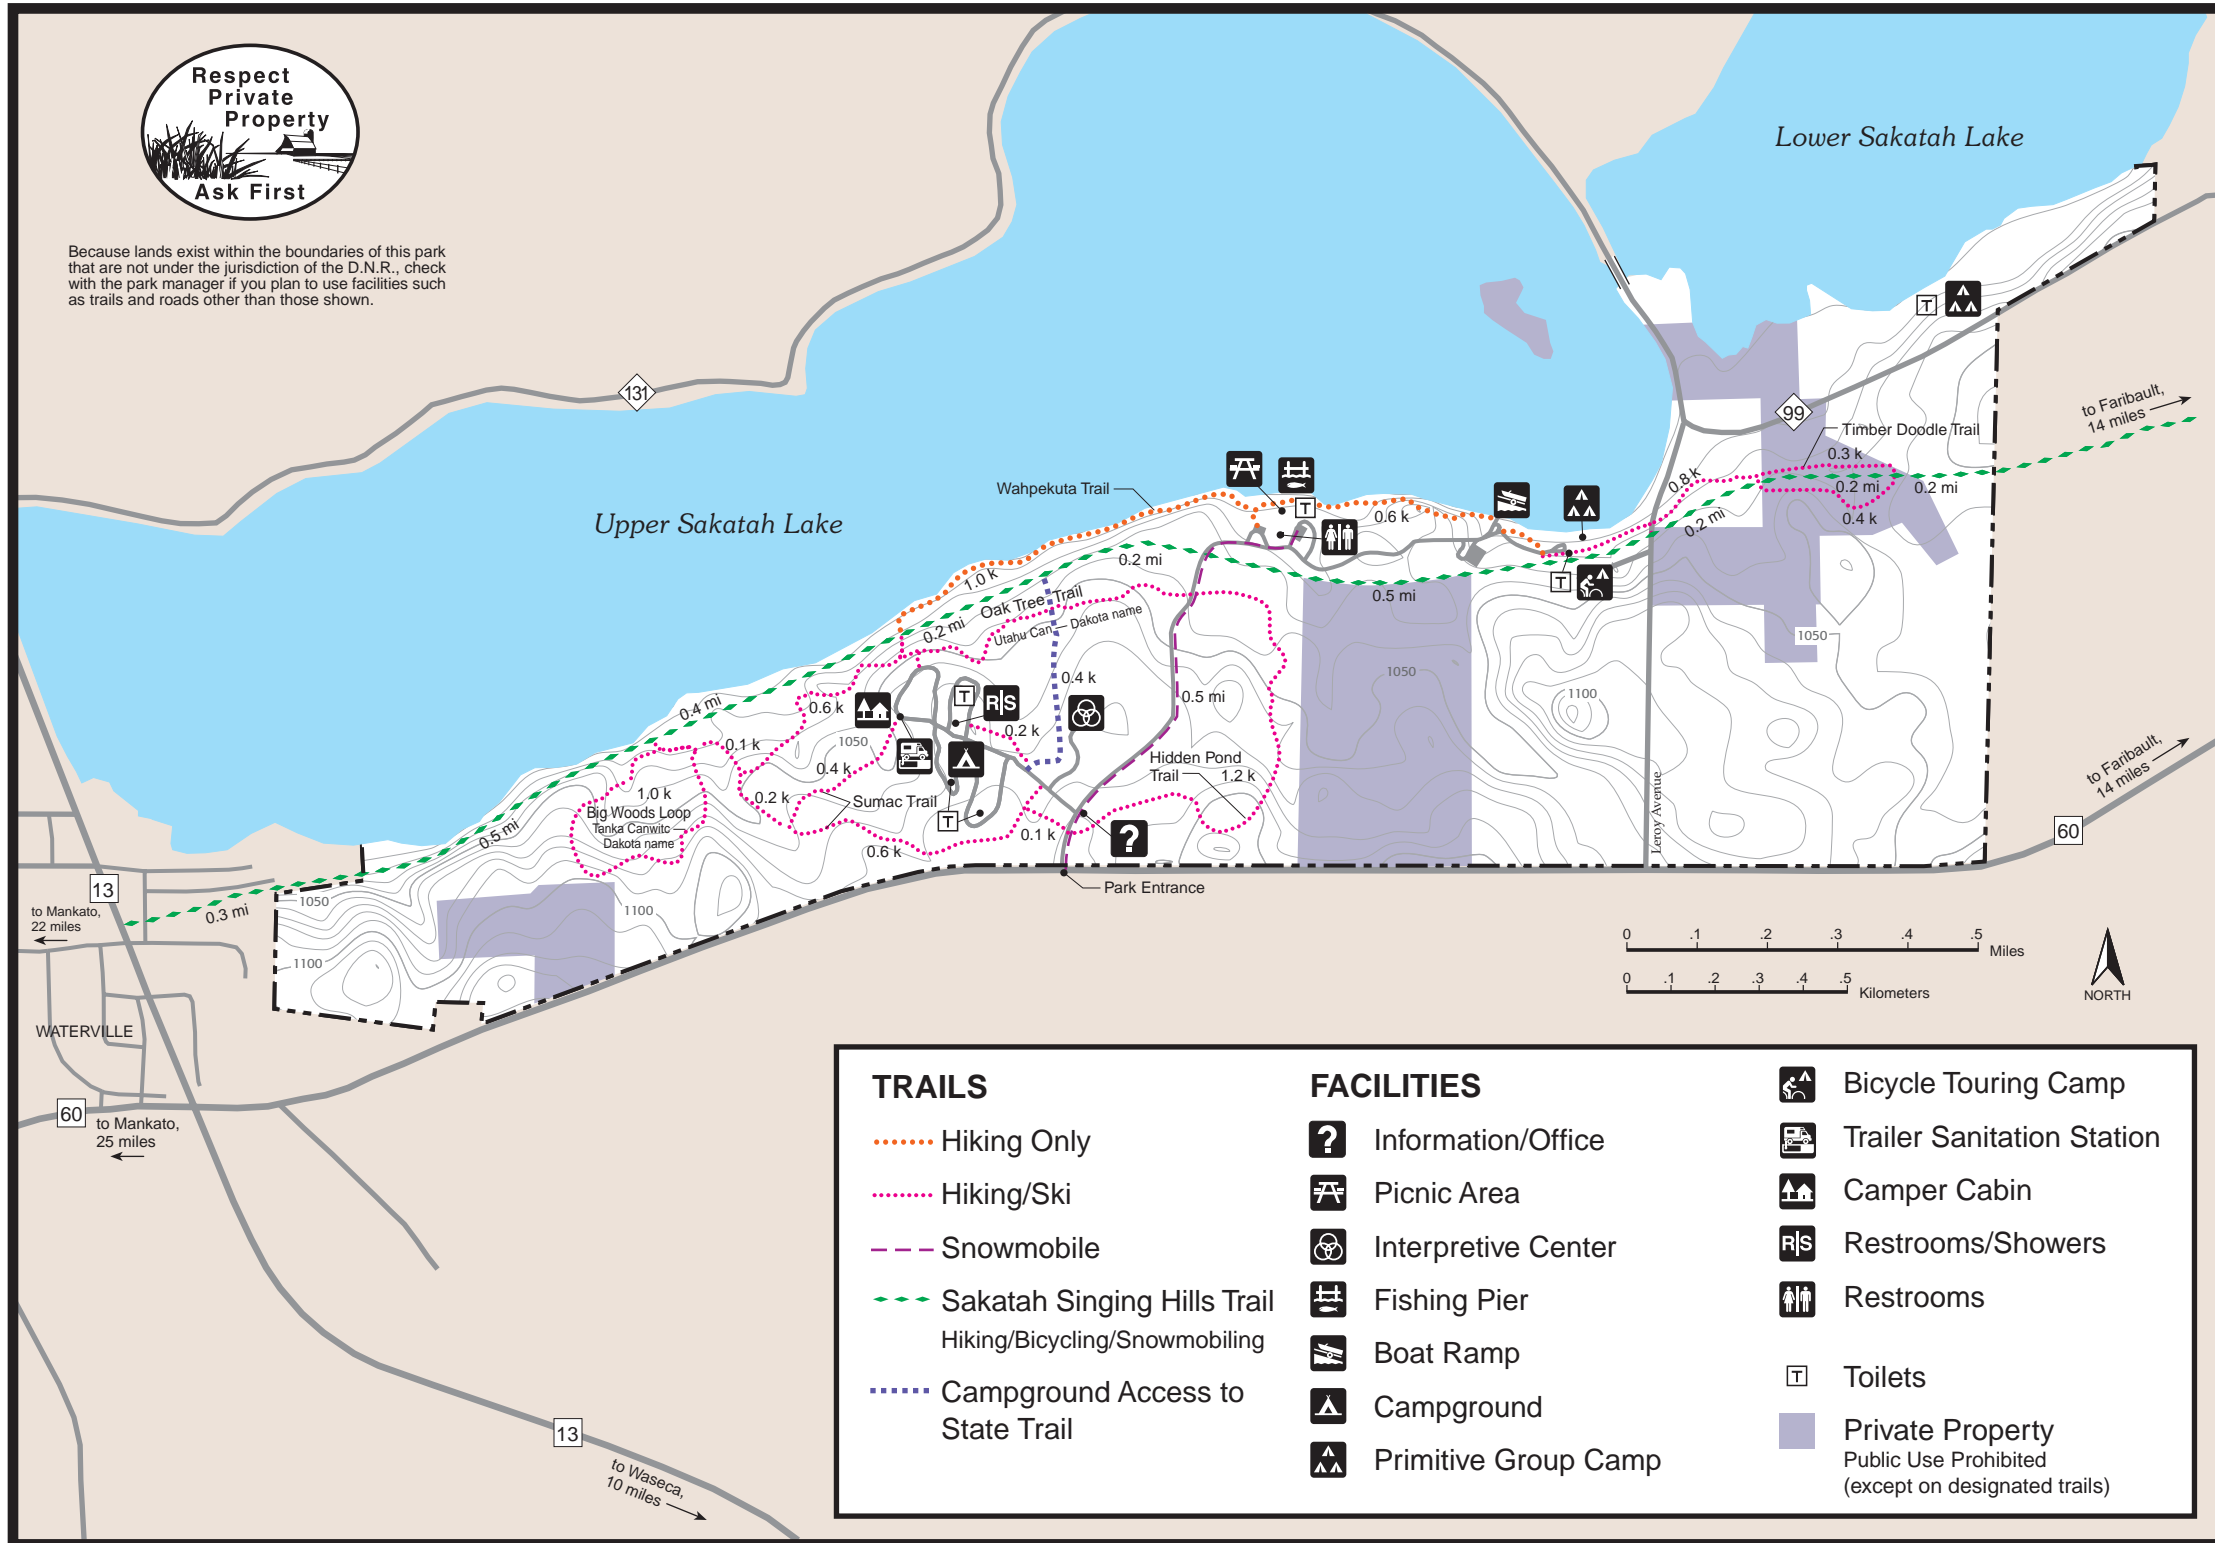 Respect
Private
Property
Ask First
Because lands exist within the boundaries of this park
that are not under the jurisdiction of the D.N.R., check
with the park manager if you plan to use facilities such
as trails and roads other than those shown.
Lower Sakatah Lake
131
99
to Faribault,
14 miles
Timber Doodle Trail
0.3 k
0.8 k
0.2 mi
0.2 mi
0.4 k
0.2 mi
Wahpekuta Trail
T
T
0.6 k
Upper Sakatah Lake
0.2 mi
1.0 k
T
0.5 mi
Oak Tree Trail
0.2 mi
Utahu Can — Dakota name
1050
1050
1100
0.4 k
0.5 mi
T
R|S
0.2 k
0.4 mi
0.6 k
1050
0.1 k
0.4 k
Hidden Pond
Trail
1.2 k
1.0 k
0.2 k
Sumac Trail
Big Woods Loop
Tanka Canwitc
Dakota name
T
0.1 k
?
0.5 mi
0.6 k
Leroy Avenue
to Faribault,
14 miles
60
Park Entrance
13
0.3 mi
to Mankato,
22 miles
1050
1100
1100
0 .1 .2 .3 .4 .5
Miles
0 .1 .2 .3 .4 .5
Kilometers
NORTH
WATERVILLE
60
to Mankato,
25 miles
13
to Waseca,
10 miles
TRAILS
Hiking Only
Hiking/Ski
Snowmobile
Sakatah Singing Hills Trail
Hiking/Bicycling/Snowmobiling
Campground Access to
State Trail
FACILITIES
? Information/Office
Picnic Area
Interpretive Center
Fishing Pier
Boat Ramp
Campground
Primitive Group Camp
Bicycle Touring Camp
Trailer Sanitation Station
Camper Cabin
R|S Restrooms/Showers
Restrooms
T Toilets
Private Property
Public Use Prohibited
(except on designated trails)